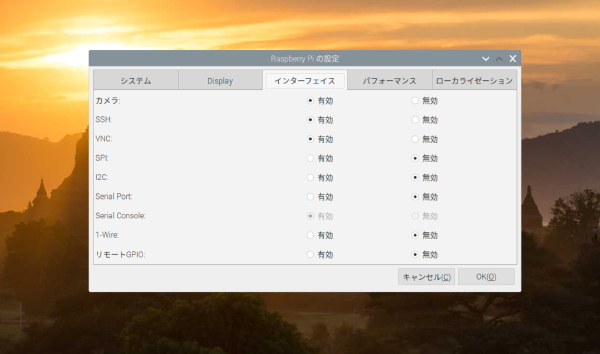 Raspberry Pi の設定
システム Display インターフェイス パフォーマンス ローカライゼーション
カメラ: 有効 無効
SSH: 有効 無効
VNC: 有効 無効
SPI: 有効 無効
I2C: 有効 無効
Serial Port: 有効 無効
Serial Console: 有効 無効
1-Wire: 有効 無効
リモートGPIO: 有効 無効
キャンセル(C) OK(O)